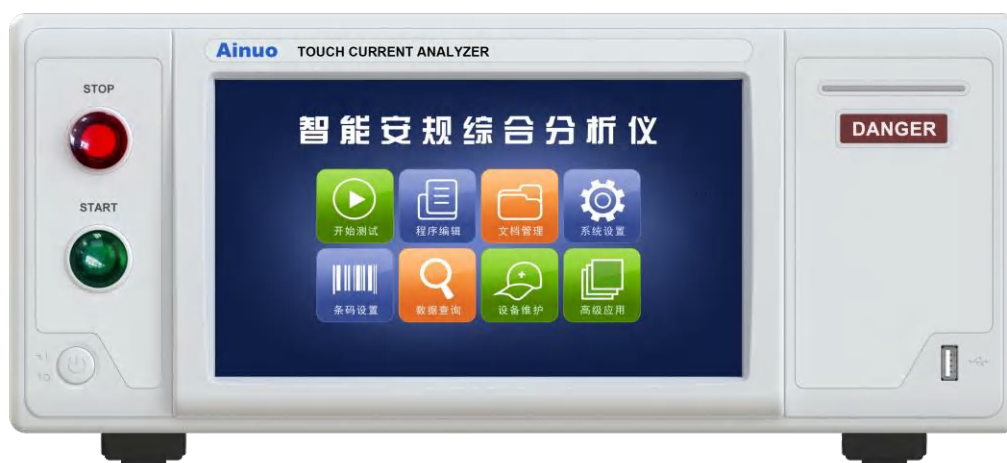 Ainuo TOUCH CURRENT ANALYZER
STOP
START
智能安规综合分析仪
开始测试 程序编辑 文档管理 系统设置
条码设置 数据查询 设备维护 高级应用
DANGER